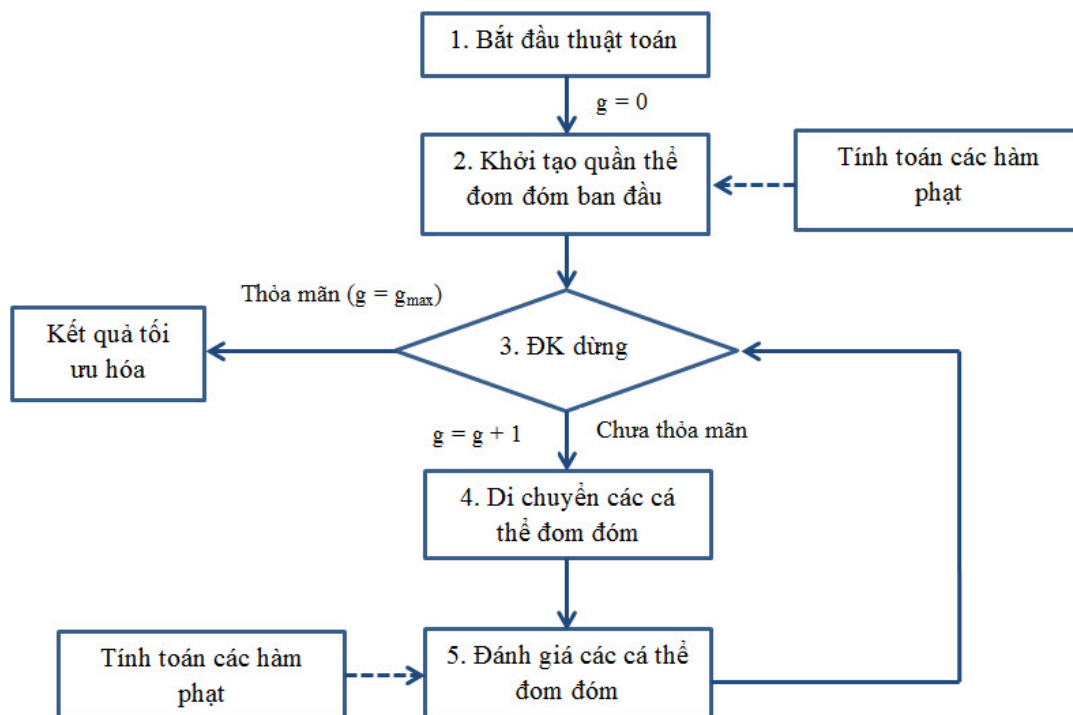 1. Bắt đầu thuật toán
g = 0
2. Khởi tạo quần thể
đom đóm ban đầu
Tính toán các hàm
phạt
Thỏa mãn (g = gmax)
Kết quả tối
ưu hóa
3. ĐK dừng
g = g + 1
Chưa thỏa mãn
4. Di chuyển các cá
thể đom đóm
Tính toán các hàm
phạt
5. Đánh giá các cá thể
đom đóm